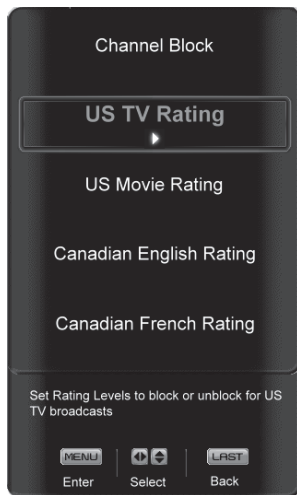 Channel Block
US TV Rating
US Movie Rating
Canadian English Rating
Canadian French Rating
Set Rating Levels to block or unblock for US
TV broadcasts
MENU LAST
Enter Select Back